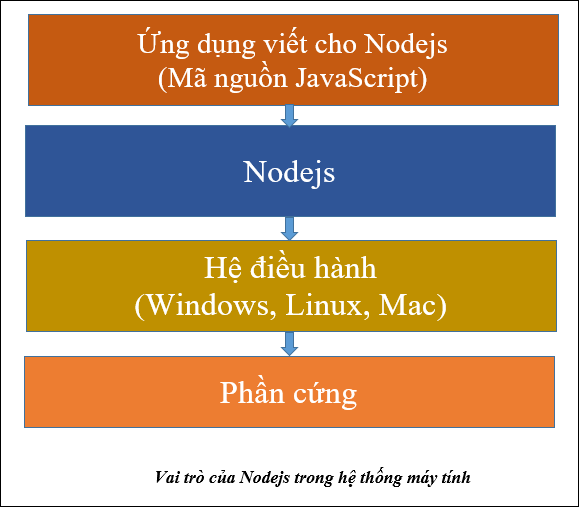 Ứng dụng viết cho Nodejs
(Mã nguồn JavaScript)
Nodejs
Hệ điều hành
(Windows, Linux, Mac)
Phần cứng
Vai trò của Nodejs trong hệ thống máy tính